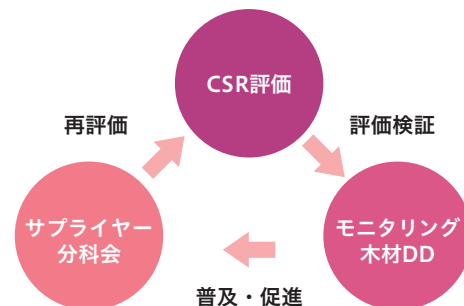 CSR評価
再評価
評価検証
サプライヤー
分科会
モニタリング
木材DD
普及・促進